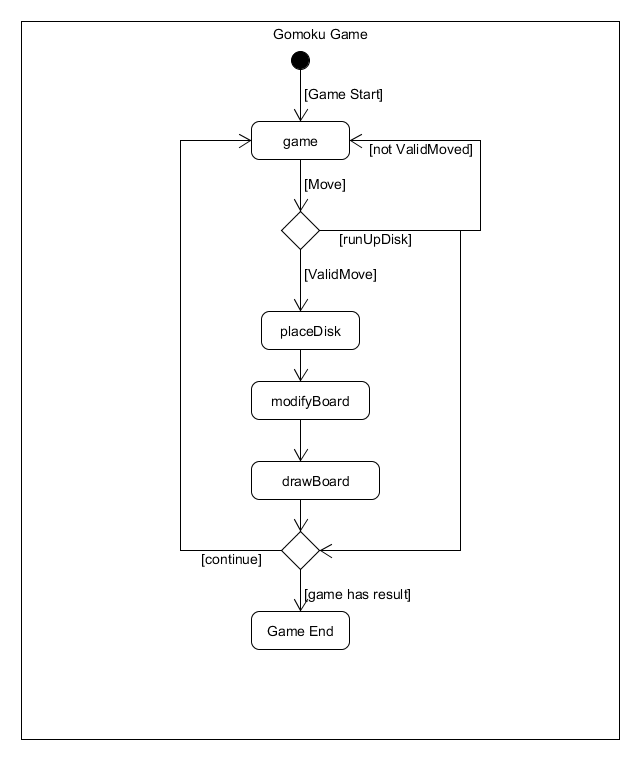 Gomoku Game
[Game Start]
game
[not ValidMoved]
[Move]
[runUpDisk]
[ValidMove]
placeDisk
modifyBoard
drawBoard
[continue]
[game has result]
Game End